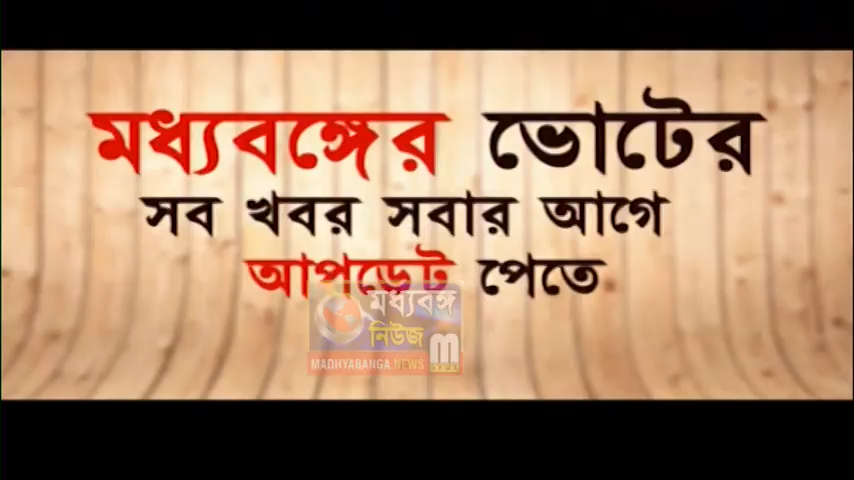 মধ্যবঙ্গের ভোটের
সব খবর সবার আগে
আপডেট পেতে
মধ্যবঙ্গ
নিউজ
MADHYABANGA.NEWS
m